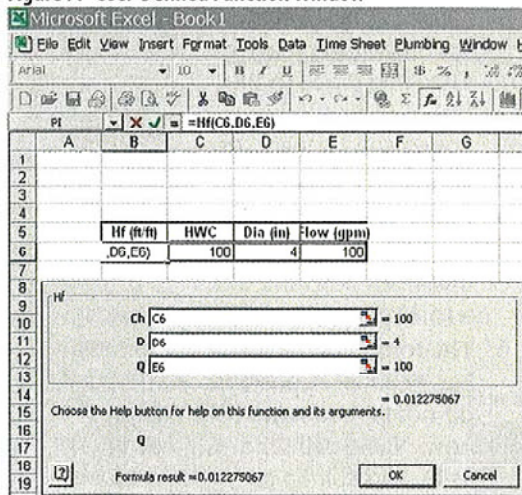 Microsoft Excel - Book1
File Edit View Insert Format Tools Data Time Sheet Plumbing Window
Arial 10 B I U $ % ,
PI X = =Hf(C6,D6,E6)
A B C D E F G
1
2
3
4
5 Hf (ft/ft) HWC Dia (in) Flow (gpm)
6 ,D6,E6) 100 4 100
7
8
Hf
9
10 Ch C6 = 100
11 D D6 = 4
12 Q E6 = 100
13
14 = 0.012275067
15 Choose the Help button for help on this function and its arguments.
16
17 Q
18
19 ? Formula result =0.012275067 OK Cancel